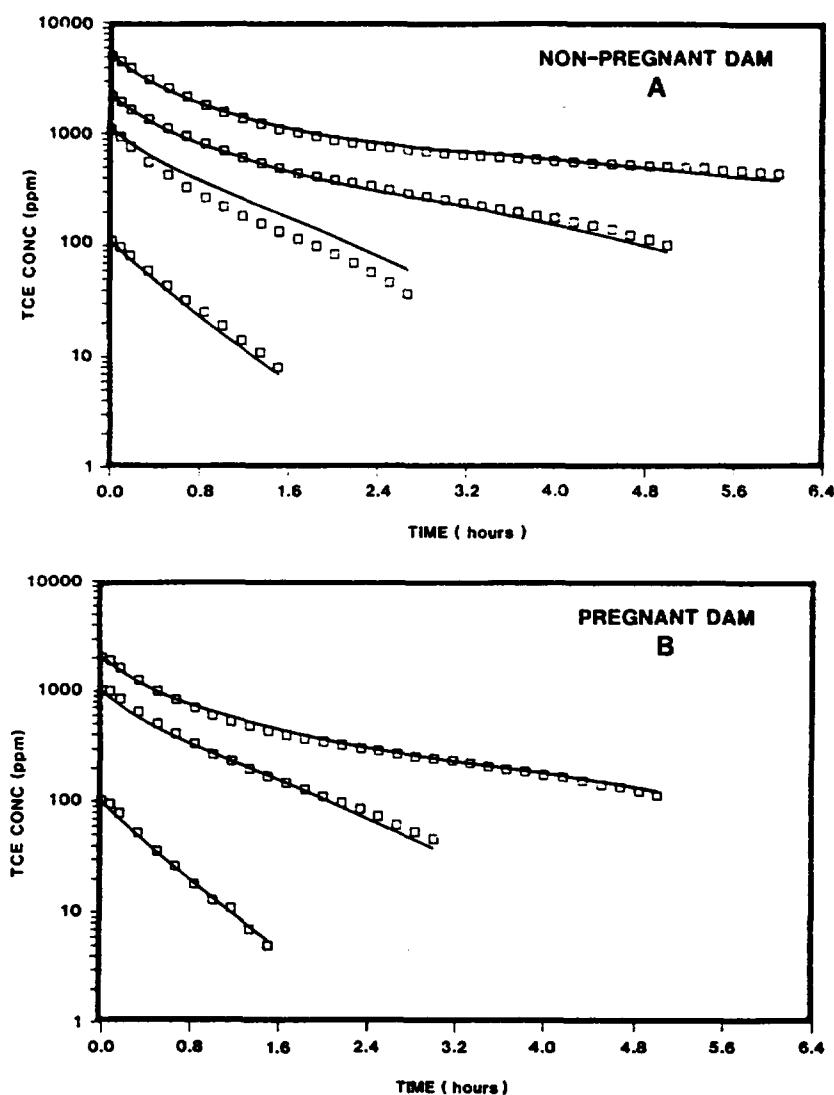 NON-PREGNANT DAM
A
TCE CONC (ppm)
10000
1000
100
10
1
0.0 0.8 1.6 2.4 3.2 4.0 4.8 5.6 6.4
TIME ( hours )
PREGNANT DAM
B
TCE CONC (ppm)
10000
1000
100
10
1
0.0 0.8 1.6 2.4 3.2 4.0 4.8 5.6 6.4
TIME ( hours )